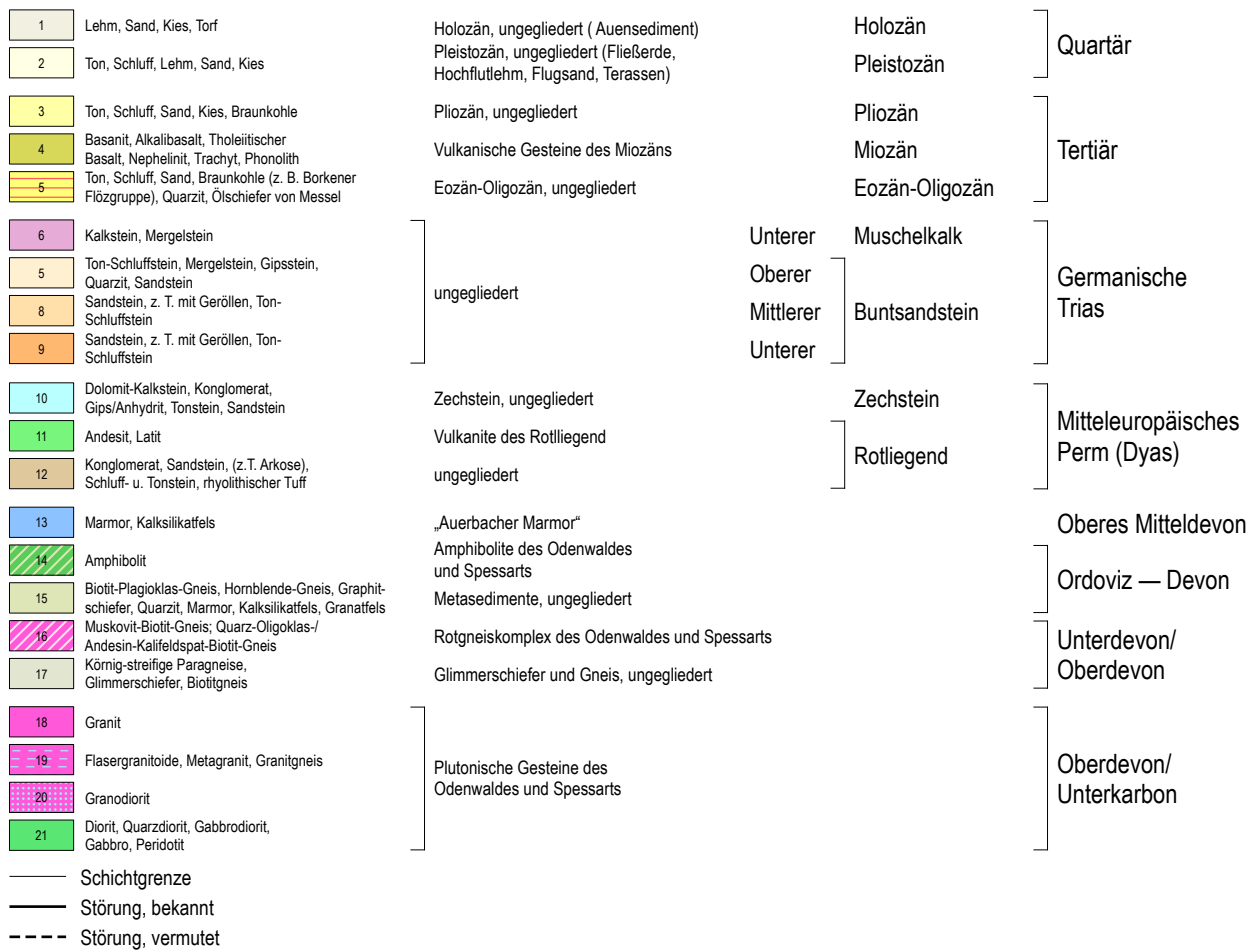 1 Lehm, Sand, Kies, Torf Holozän, ungegliedert ( Auensediment) Holozän
Quartär
2 Ton, Schluff, Lehm, Sand, Kies Pleistozän, ungegliedert (Fließerde, Pleistozän
Hochflutlehm, Flugsand, Terassen)
3 Ton, Schluff, Sand, Kies, Braunkohle Pliozän, ungegliedert Pliozän
4 Basanit, Alkalibasalt, Tholeiitischer
Basalt, Nephelinit, Trachyt, Phonolith Vulkanische Gesteine des Miozäns Miozän Tertiär
5 Ton, Schluff, Sand, Braunkohle (z. B. Borkener
Flözgruppe), Quarzit, Ölschiefer von Messel Eozän-Oligozän, ungegliedert Eozän-Oligozän
6 Kalkstein, Mergelstein Unterer Muschelkalk
5 Ton-Schluffstein, Mergelstein, Gipsstein,
Quarzit, Sandstein ungegliedert Oberer Germanische
Trias
8 Sandstein, z. T. mit Geröllen, Ton-
Schluffstein Mittlerer Buntsandstein
9 Sandstein, z. T. mit Geröllen, Ton-
Schluffstein Unterer
10 Dolomit-Kalkstein, Konglomerat,
Gips/Anhydrit, Tonstein, Sandstein Zechstein, ungegliedert Zechstein
Mitteleuropäisches
Perm (Dyas)
11 Andesit, Latit Vulkanite des Rotlliegend
Rotliegend
12 Konglomerat, Sandstein, (z.T. Arkose),
Schluff- u. Tonstein, rhyolithischer Tuff ungegliedert
13 Marmor, Kalksilikatfels „Auerbacher Marmor“ Oberes Mitteldevon
14 Amphibolit Amphibolite des Odenwaldes
und Spessarts
Ordoviz — Devon
15 Biotit-Plagioklas-Gneis, Hornblende-Gneis, Graphit-
schiefer, Quarzit, Marmor, Kalksilikatfels, Granatfels Metasedimente, ungegliedert
16 Muskovit-Biotit-Gneis; Quarz-Oligoklas-/
Andesin-Kalifeldspat-Biotit-Gneis Rotgneiskomplex des Odenwaldes und Spessarts
Unterdevon/
Oberdevon
17 Körnig-streifige Paragneise,
Glimmerschiefer, Biotitgneis Glimmerschiefer und Gneis, ungegliedert
18 Granit
19 Flasergranitoide, Metagranit, Granitgneis
Plutonische Gesteine des
Odenwaldes und Spessarts
Oberdevon/
Unterkarbon
20 Granodiorit
21 Diorit, Quarzdiorit, Gabbrodiorit,
Gabbro, Peridotit
Schichtgrenze
Störung, bekannt
Störung, vermutet